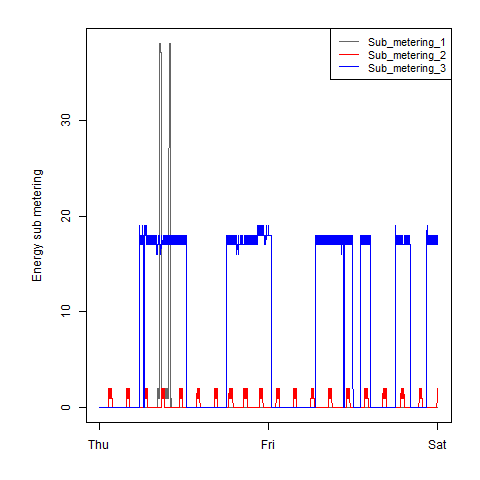 Sub_metering_1
Sub_metering_2
Sub_metering_3
30
20
10
0
Energy sub metering
Thu Fri Sat